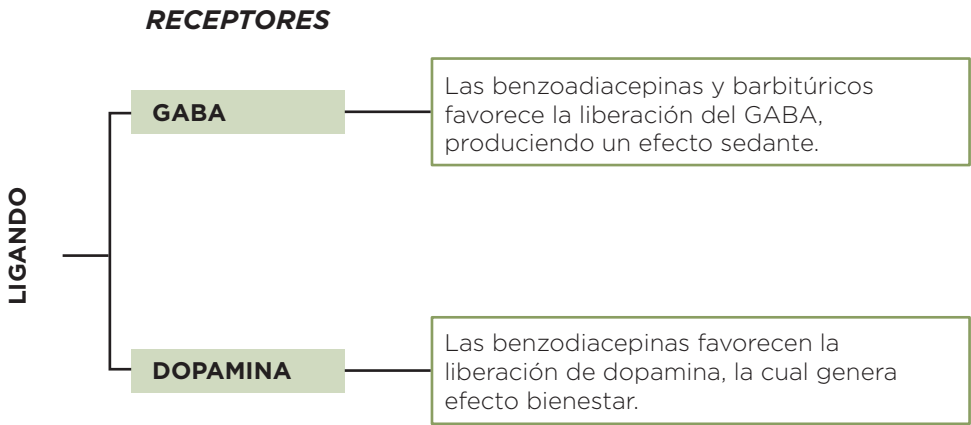 RECEPTORES
GABA
Las benzoadiacepinas y barbitúricos
favorece la liberación del GABA,
produciendo un efecto sedante.
LIGANDO
DOPAMINA
Las benzodiacepinas favorecen la
liberación de dopamina, la cual genera
efecto bienestar.